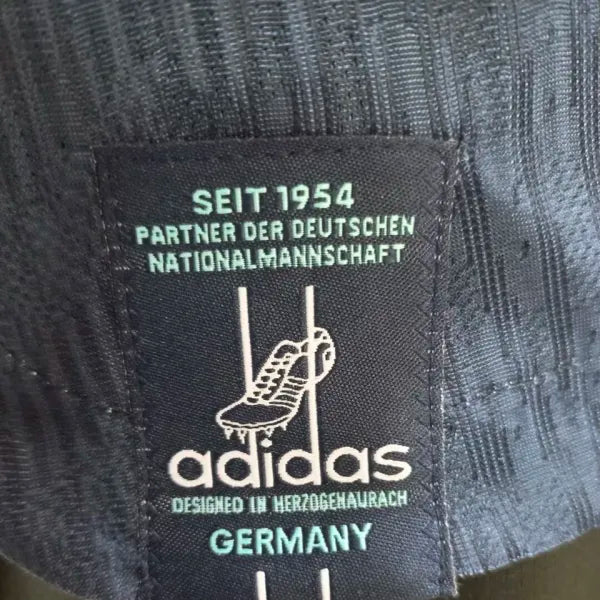 SEIT 1954
PARTNER DER DEUTSCHEN
NATIONALMANNSCHAFT
adidas
DESIGNED IN HERZOGENAURACH
GERMANY